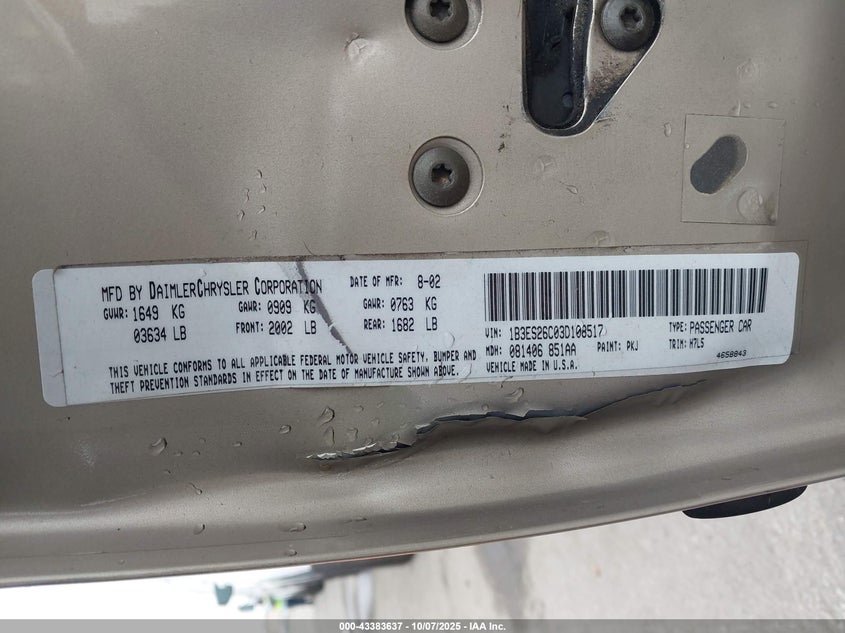 MFD BY DAIMLERCHRYSLER CORPORATION DATE OF MFR: 8-02
GVWR: 1649 KG GAWR: 0909 KG GAWR: 0763 KG
03634 LB FRONT: 2002 LB REAR: 1682 LB
THIS VEHICLE CONFORMS TO ALL APPLICABLE FEDERAL MOTOR VEHICLE SAFETY, BUMPER AND
THEFT PREVENTION STANDARDS IN EFFECT ON THE DATE OF MANUFACTURE SHOWN ABOVE.
VIN: 1B3ES26C03D108517 TYPE: PASSENGER CAR
MDH: 081406 851AA PAINT: PKJ TRIM: H7L5
VEHICLE MADE IN U.S.A. 4658843
000-43383637 - 10/07/2025 - IAA Inc.